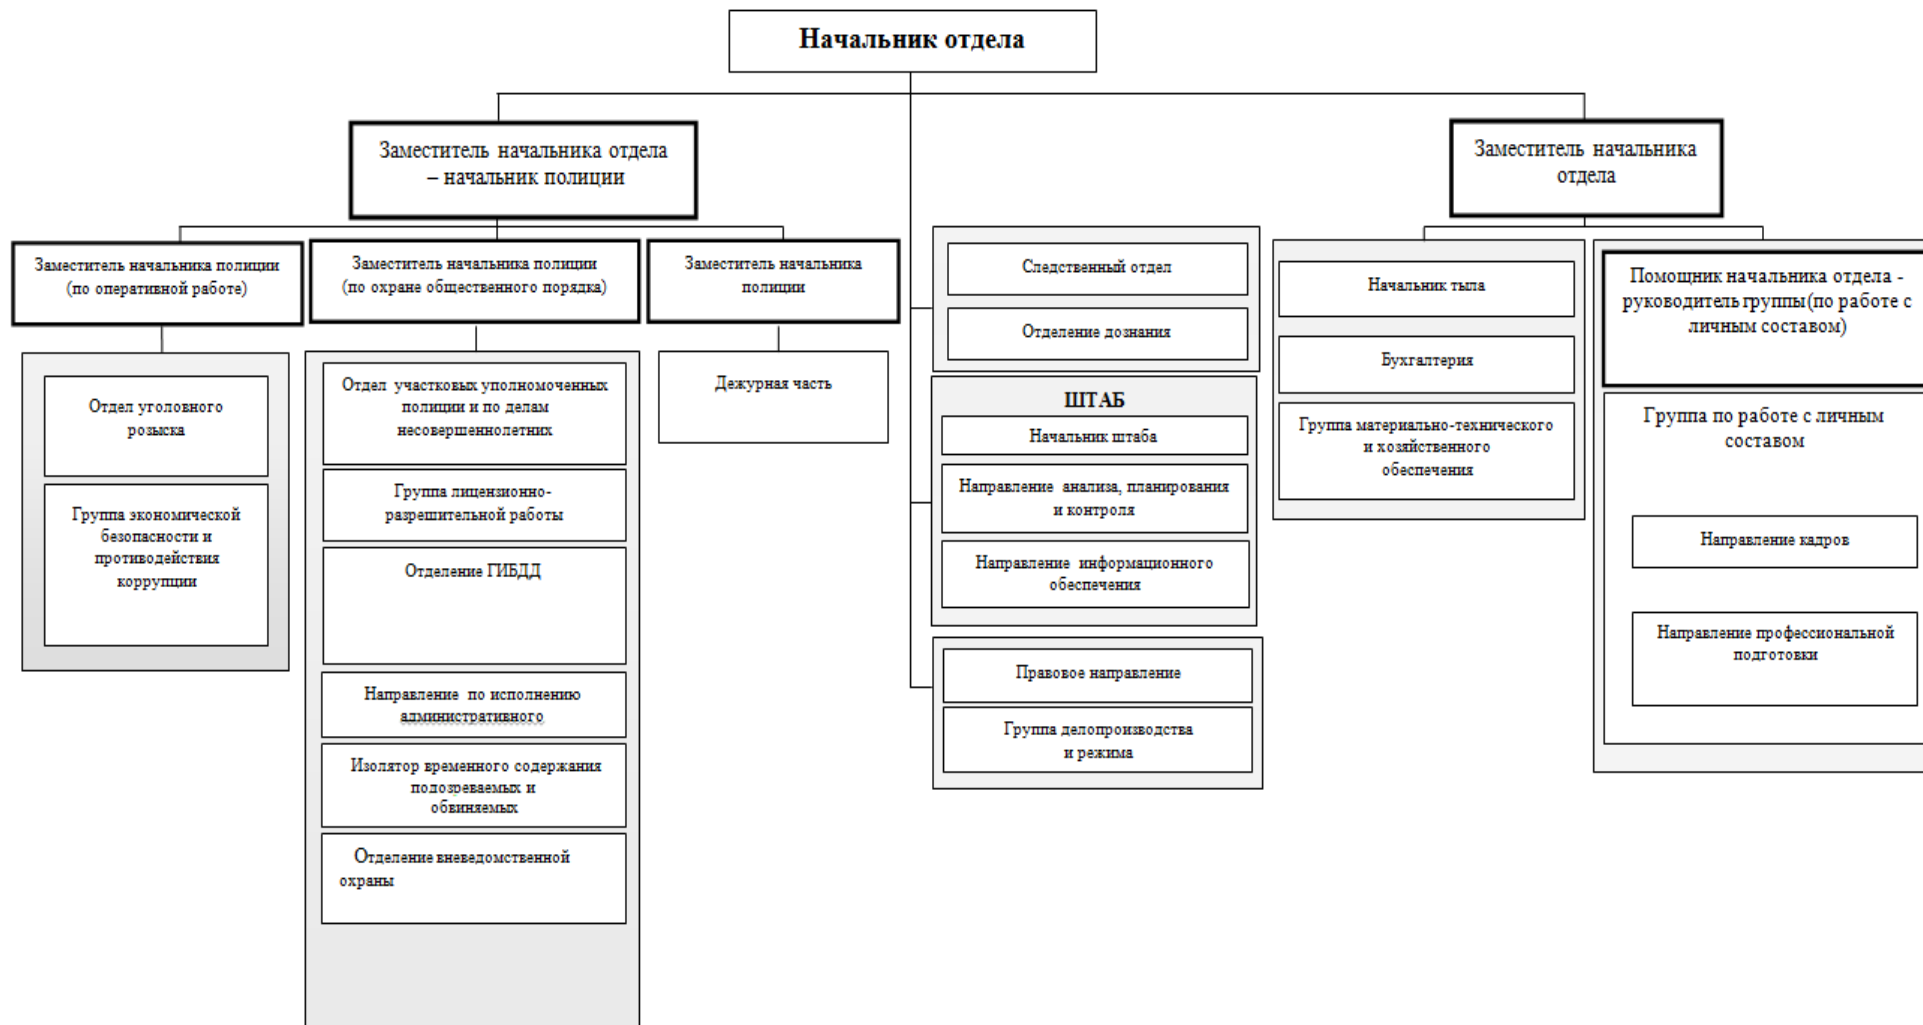 Начальник отдела
Заместитель начальника отдела
– начальник полиции
Заместитель начальника
отдела
Заместитель начальника полиции
(по оперативной работе)
Заместитель начальника полиции
(по охране общественного порядка)
Заместитель начальника
полиции
Отдел уголовного
розыска
Группа экономической
безопасности и
противодействия
коррупции
Отдел участковых уполномоченных
полиции и по делам
несовершеннолетних
Группа лицензионно-
разрешительной работы
Отделение ГИБДД
Направление по исполнению
административного
Изолятор временного содержания
подозреваемых и
обвиняемых
Отделение вневедомственной
охраны
Дежурная часть
Следственный отдел
Отделение дознания
ШТАБ
Начальник штаба
Направление анализа, планирования
и контроля
Направление информационного
обеспечения
Правовое направление
Группа делопроизводства
и режима
Начальник тыла
Бухгалтерия
Группа материально-технического
и хозяйственного
обеспечения
Помощник начальника отдела -
руководитель группы(по работе с
личным составом)
Группа по работе с личным
составом
Направление кадров
Направление профессиональной
подготовки